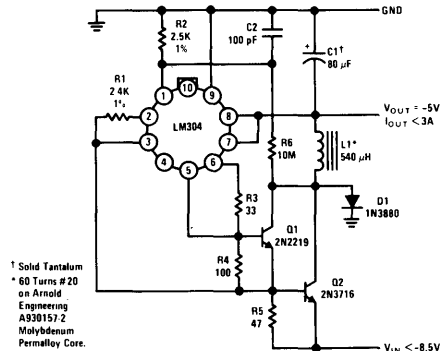 GND
R2
2.5K
1%
C2
100 pF
+
C1†
80 µF
R1
2.4K
1%
1
10
9
2
8
LM304
3
7
4
5
6
VOUT = -5V
IOUT <3A
R6
10M
L1*
540 µH
R3
33
D1
1N3880
Q1
2N2219
R4
100
Q2
2N3716
R5
47
VIN < -8.5V
† Solid Tantalum
* 60 Turns #20
on Arnold
Engineering
A930157-2
Molybdenum
Permalloy Core.